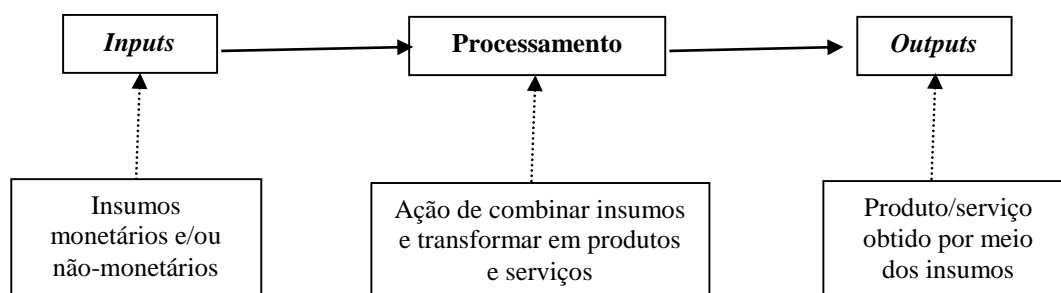 Inputs
Processamento
Outputs
Insumos
monetários e/ou
não-monetários
Ação de combinar insumos
e transformar em produtos
e serviços
Produto/serviço
obtido por meio
dos insumos